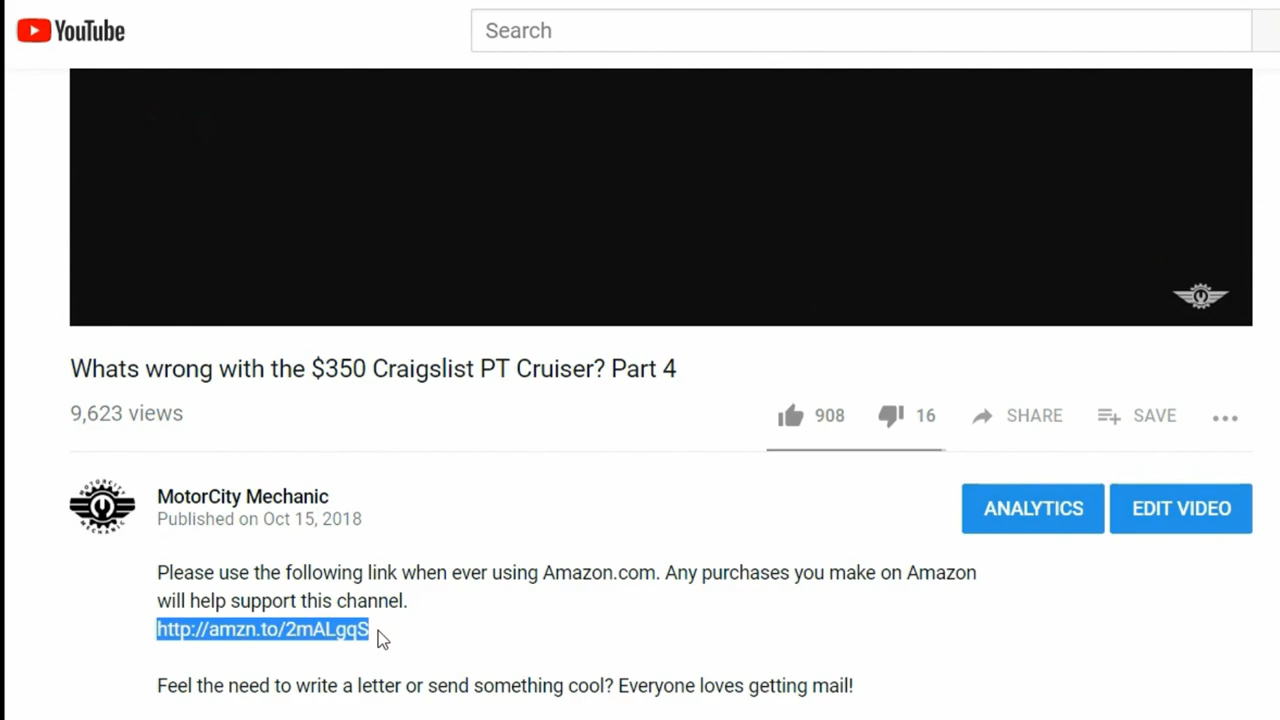 YouTube
Search
Whats wrong with the $350 Craigslist PT Cruiser? Part 4
9,623 views
908
16
SHARE
SAVE
MOTORCITY
MECHANIC
MotorCity Mechanic
Published on Oct 15, 2018
ANALYTICS
EDIT VIDEO
Please use the following link when ever using Amazon.com. Any purchases you make on Amazon
will help support this channel.
http://amzn.to/2mALgqS
Feel the need to write a letter or send something cool? Everyone loves getting mail!